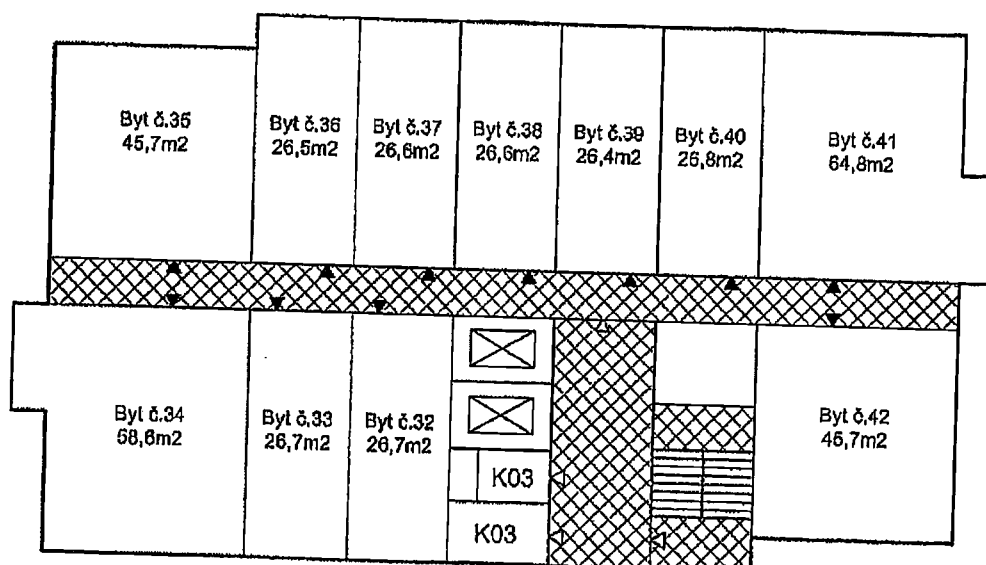 Byt č.35
45,7m2
Byt č.36
26,5m2
Byt č.37
26,6m2
Byt č.38
26,6m2
Byt č.39
26,4m2
Byt č.40
26,8m2
Byt č.41
64,8m2
Byt č.34
58,6m2
Byt č.33
26,7m2
Byt č.32
26,7m2
K03
K03
Byt č.42
45,7m2